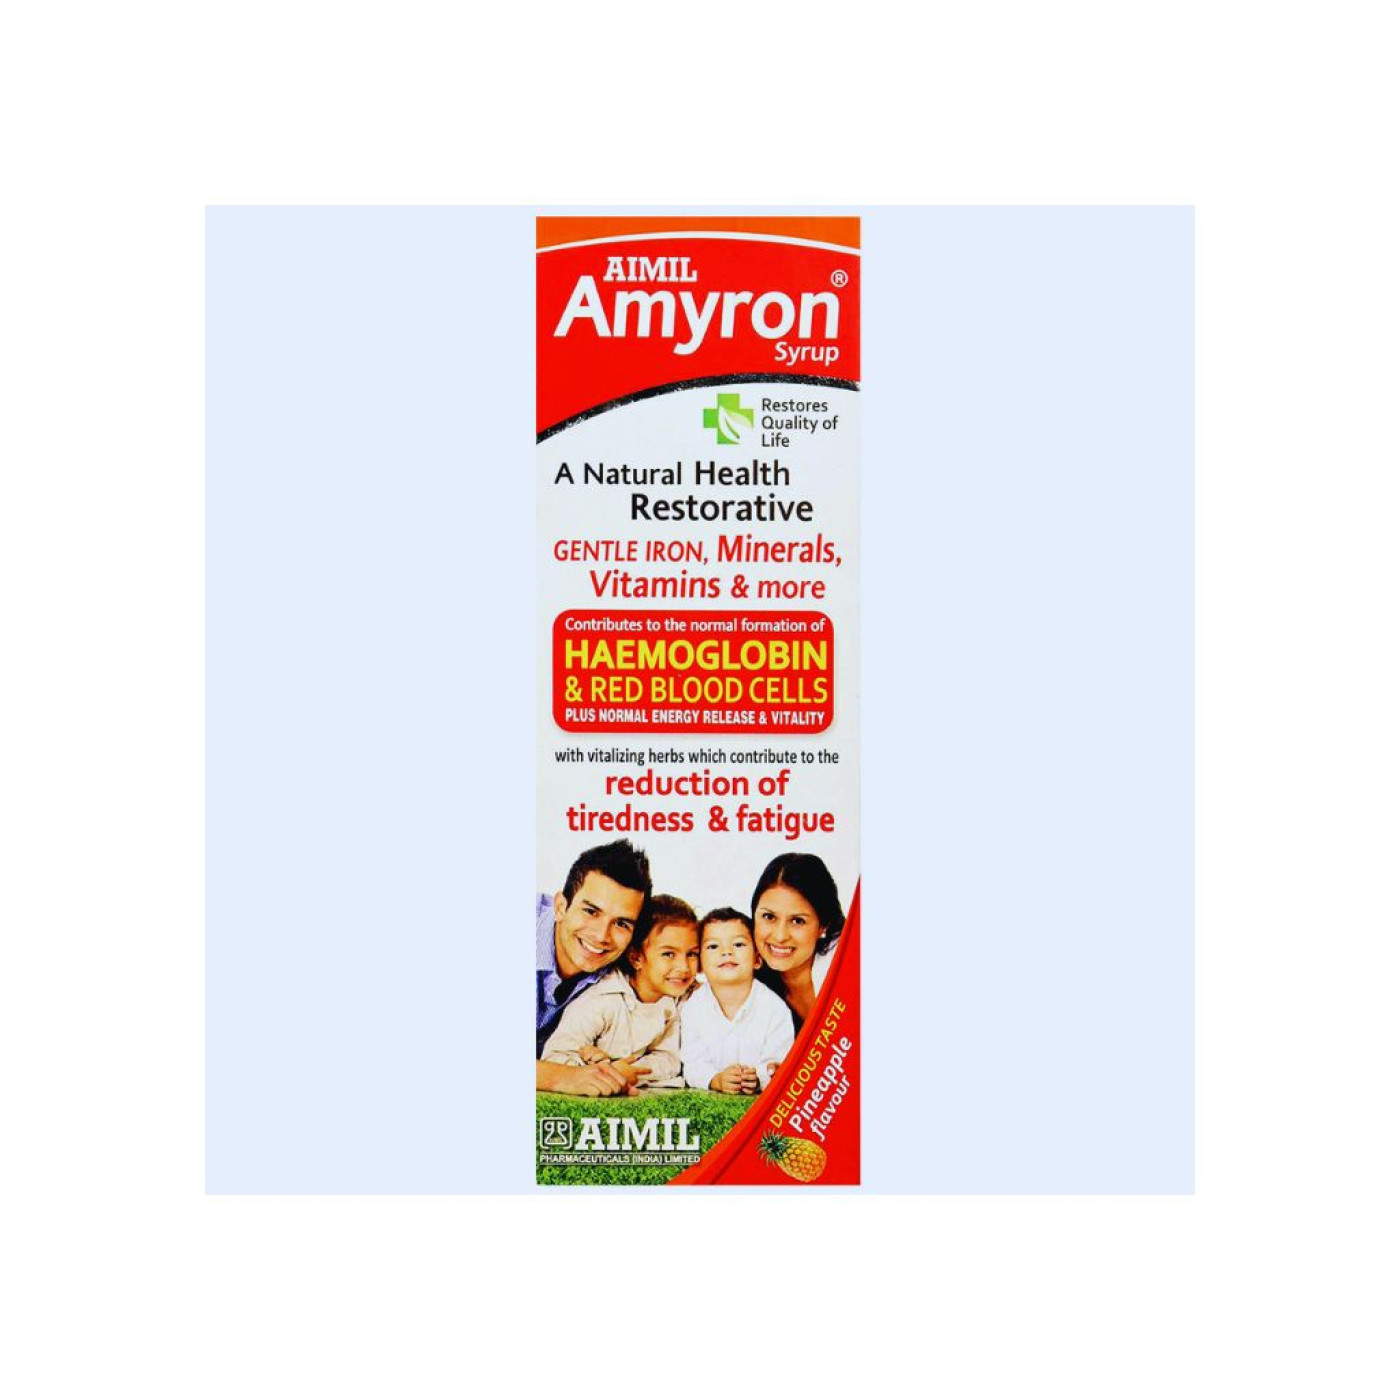 AIMIL
Amyron®
Syrup
Restores
Quality of
Life
A Natural Health
Restorative
GENTLE IRON, Minerals,
Vitamins & more
Contributes to the normal formation of
HAEMOGLOBIN
& RED BLOOD CELLS
PLUS NORMAL ENERGY RELEASE & VITALITY
with vitalizing herbs which contribute to the
reduction of
tiredness & fatigue
DELICIOUS TASTE
Pineapple
flavour
AIMIL
PHARMACEUTICALS (INDIA) LIMITED